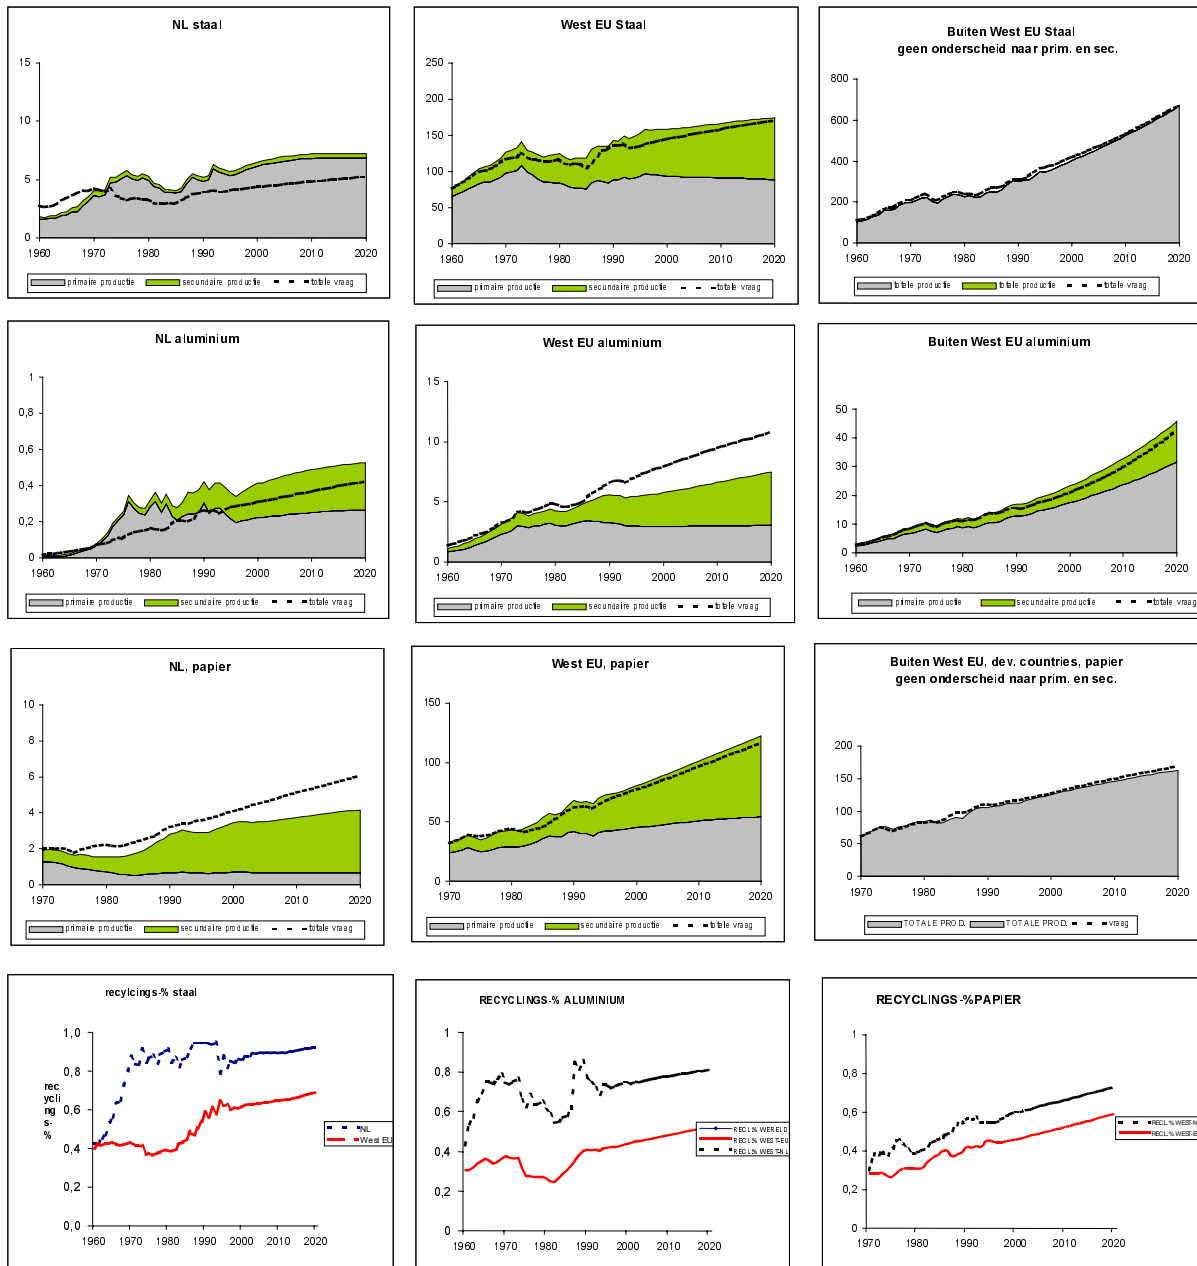 NL staal
15
10
5
0
1960 1970 1980 1990 2000 2010 2020
primaire productie secundaire productie totale vraag
West EU Staal
250
200
150
100
50
0
1960 1970 1980 1990 2000 2010 2020
primaire productie secundaire productie totale vraag
Buiten West EU Staal
geen onderscheid naar prim. en sec.
800
600
400
200
0
1960 1970 1980 1990 2000 2010 2020
totale productie totale productie totale vraag
NL aluminium
1
0,8
0,6
0,4
0,2
0
1960 1970 1980 1990 2000 2010 2020
primaire productie secundaire productie totale vraag
West EU aluminium
15
10
5
0
1960 1970 1980 1990 2000 2010 2020
primaire productie secundaire productie totale vraag
Buiten West EU aluminium
50
40
30
20
10
0
1960 1970 1980 1990 2000 2010 2020
primaire productie secundaire productie totale vraag
NL, papier
10
8
6
4
2
0
1970 1980 1990 2000 2010 2020
primaire productie secundaire productie totale vraag
West EU, papier
150
100
50
0
1970 1980 1990 2000 2010 2020
primaire productie secundaire productie totale vraag
Buiten West EU, dev. countries, papier
geen onderscheid naar prim. en sec.
200
150
100
50
0
1970 1980 1990 2000 2010 2020
TOTALE PROD. TOTALE PROD. vraag
recylcings-% staal
rec
ycli
ng
s-
%
1,0
0,8
0,6
0,4
0,2
0,0
1960 1970 1980 1990 2000 2010 2020
NL
West EU
RECYCLINGS-% ALUMINIUM
1
0,8
0,6
0,4
0,2
0
1960 1970 1980 1990 2000 2010 2020
RECL% WERELD
RECL% WEST-EU
RECL% WEST-NL
RECYCLINGS-%PAPIER
1
0,8
0,6
0,4
0,2
0
1970 1980 1990 2000 2010 2020
RECL% WEST-N
RECL% WEST-E